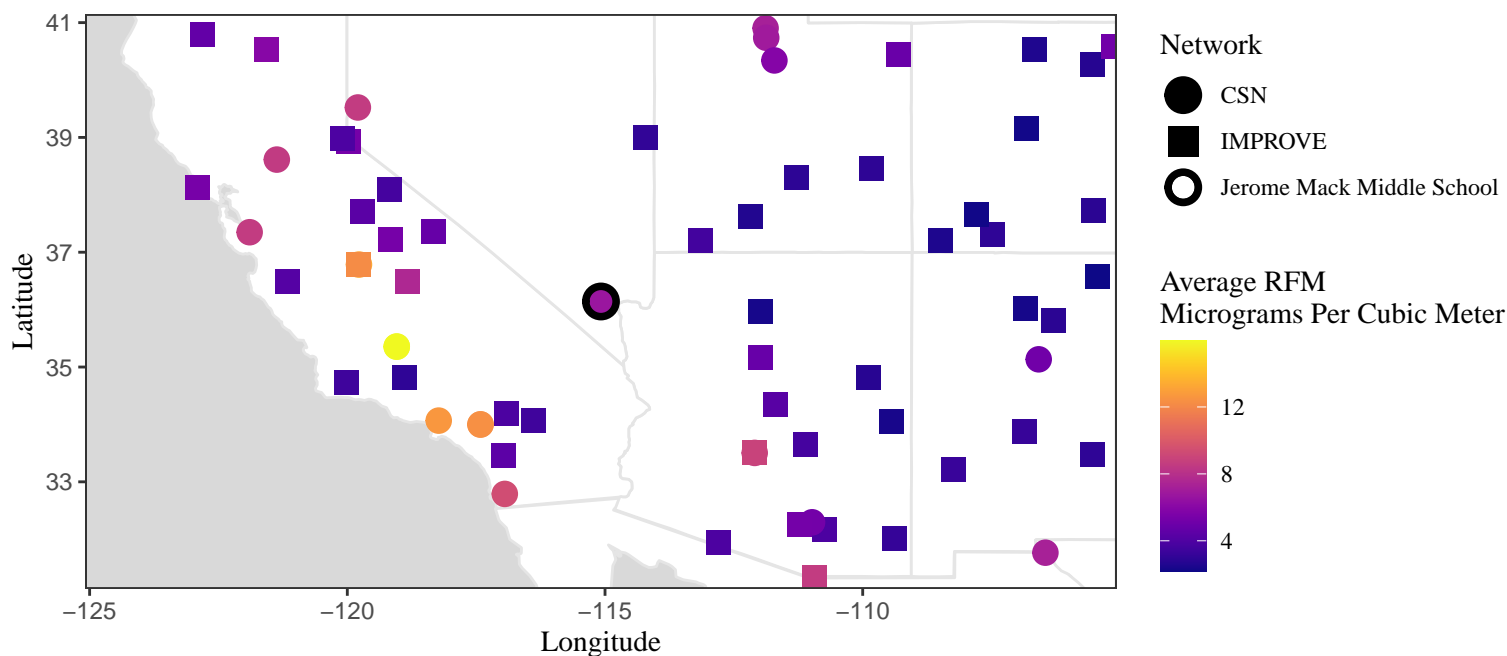 41
39
37
35
33
Latitude
−125
−120
−115
−110
Longitude
Network
CSN
IMPROVE
Jerome Mack Middle School
Average RFM
Micrograms Per Cubic Meter
12
8
4